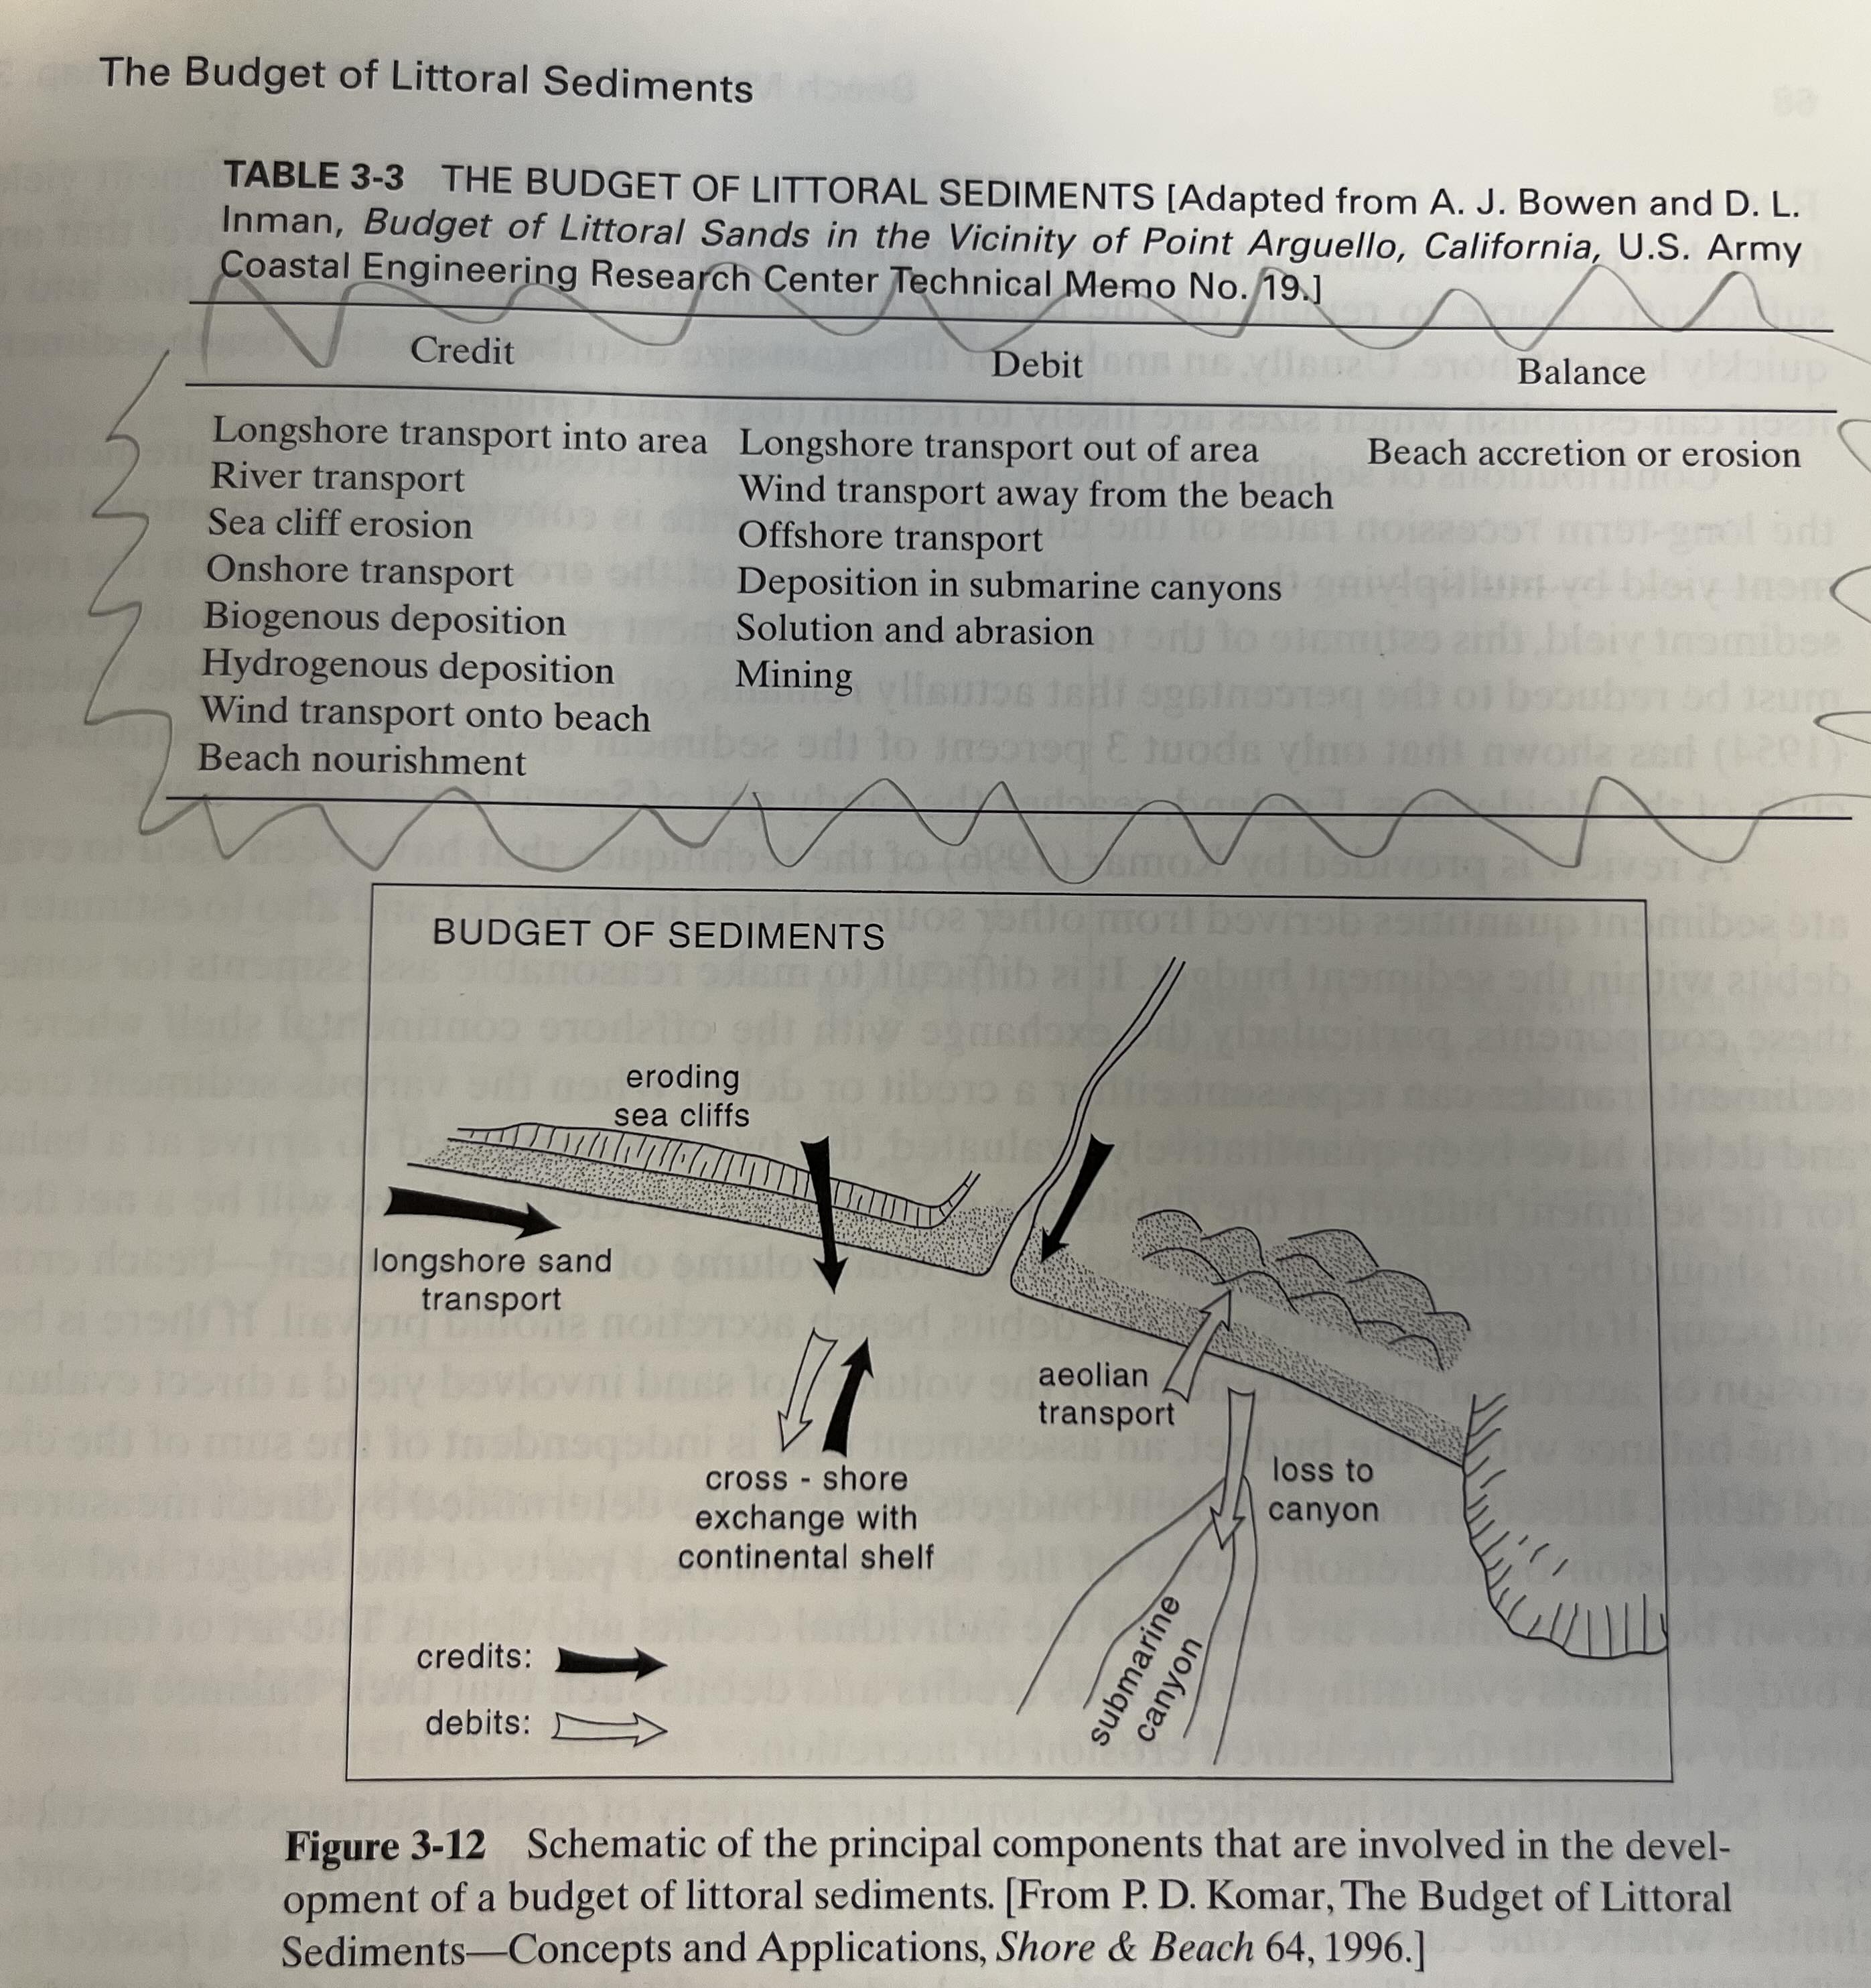 The Budget of Littoral Sediments
TABLE 3-3 THE BUDGET OF LITTORAL SEDIMENTS [Adapted from A. J. Bowen and D. L.
Inman, Budget of Littoral Sands in the Vicinity of Point Arguello, California, U.S. Army
Coastal Engineering Research Center Technical Memo No. 19.]
Credit Debit Balance
Longshore transport into area Longshore transport out of area Beach accretion or erosion
River transport Wind transport away from the beach
Sea cliff erosion Offshore transport
Onshore transport Deposition in submarine canyons
Biogenous deposition Solution and abrasion
Hydrogenous deposition Mining
Wind transport onto beach
Beach nourishment
BUDGET OF SEDIMENTS
eroding
sea cliffs
longshore sand
transport
aeolian
transport
cross - shore
exchange with
continental shelf
loss to
canyon
submarine
canyon
credits:
debits:
Figure 3-12 Schematic of the principal components that are involved in the devel-
opment of a budget of littoral sediments. [From P. D. Komar, The Budget of Littoral
Sediments—Concepts and Applications, Shore & Beach 64, 1996.]